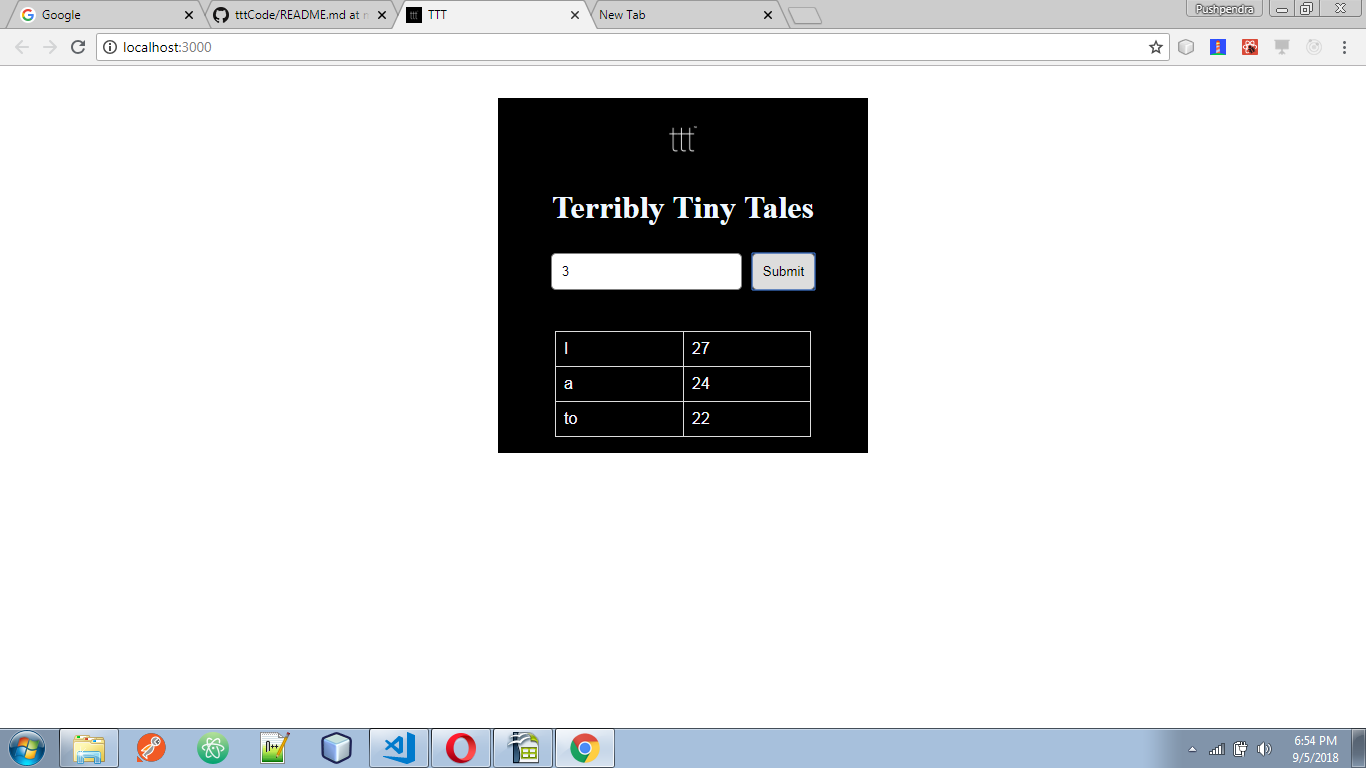 Google
tttCode/README.md at m
TTT
New Tab
Pushpendra
localhost:3000
ttt
Terribly Tiny Tales
3
Submit
I 27
a 24
to 22
6:54 PM
9/5/2018